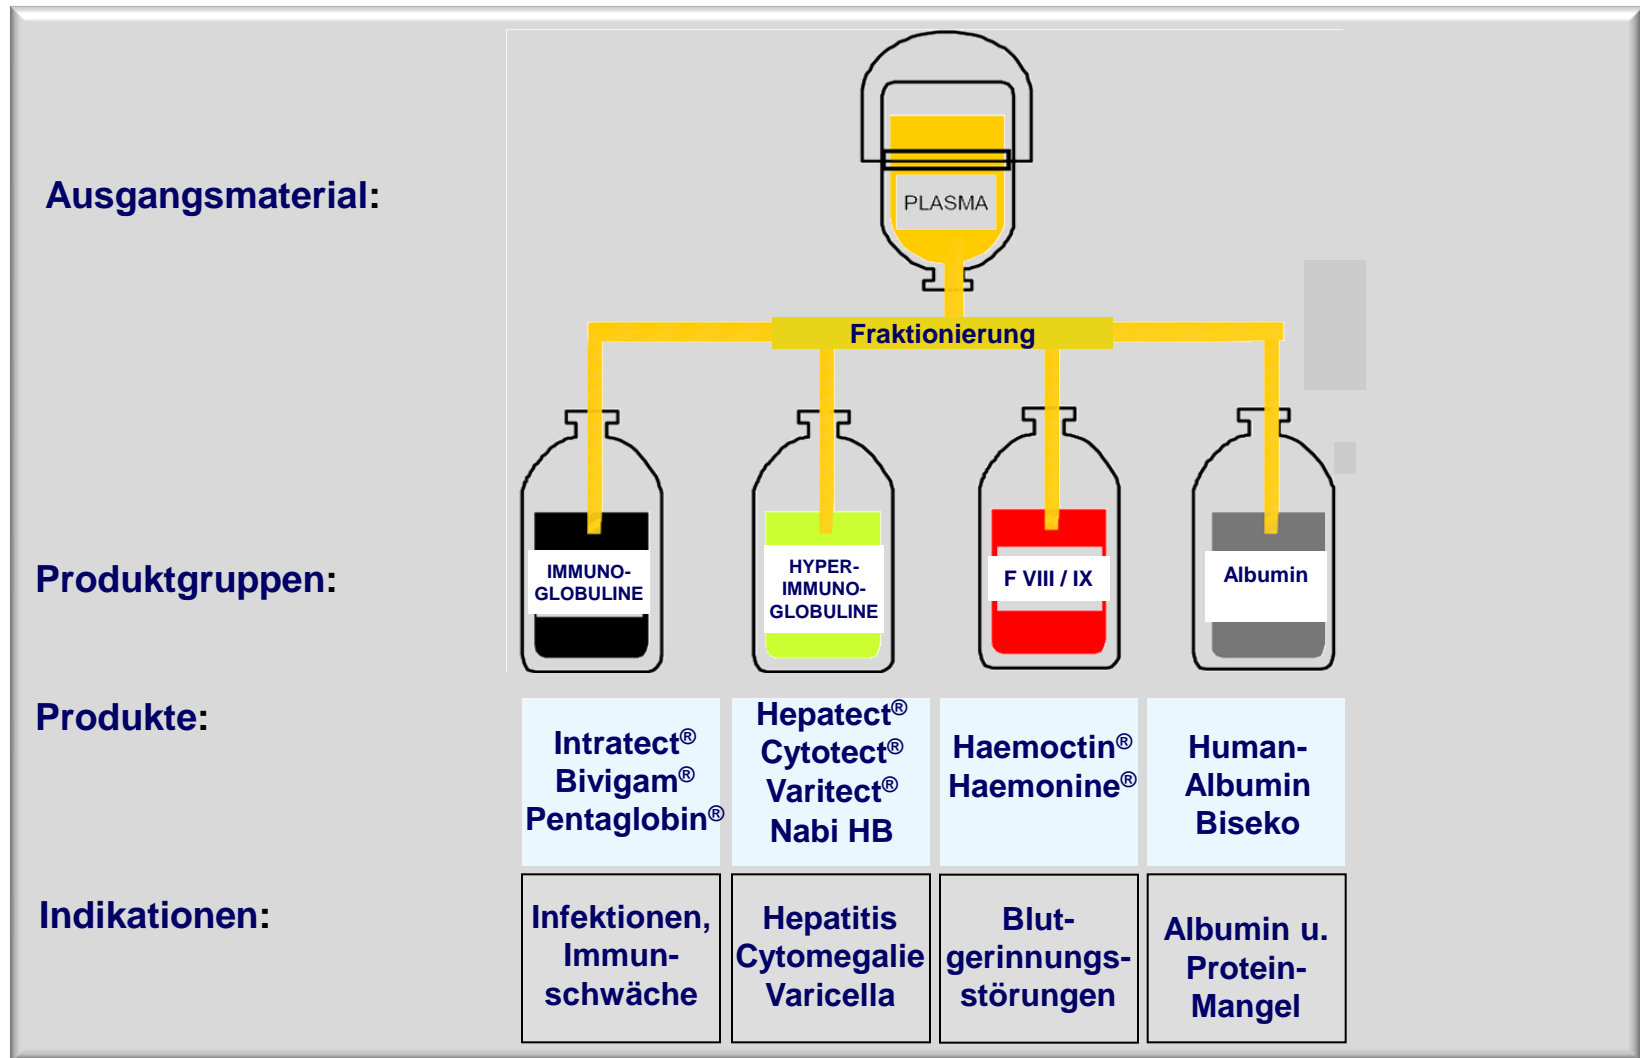 Ausgangsmaterial:
PLASMA
Fraktionierung
Produktgruppen:
IMMUNO-
GLOBULINE
HYPER-
IMMUNO-
GLOBULINE
F VIII / IX
Albumin
Produkte:
Intratect®
Bivigam®
Pentaglobin®
Hepatect®
Cytotect®
Varitect®
Nabi HB
Haemoctin®
Haemonine®
Human-
Albumin
Biseko
Indikationen:
Infektionen,
Immun-
schwäche
Hepatitis
Cytomegalie
Varicella
Blut-
gerinnungs-
störungen
Albumin u.
Protein-
Mangel